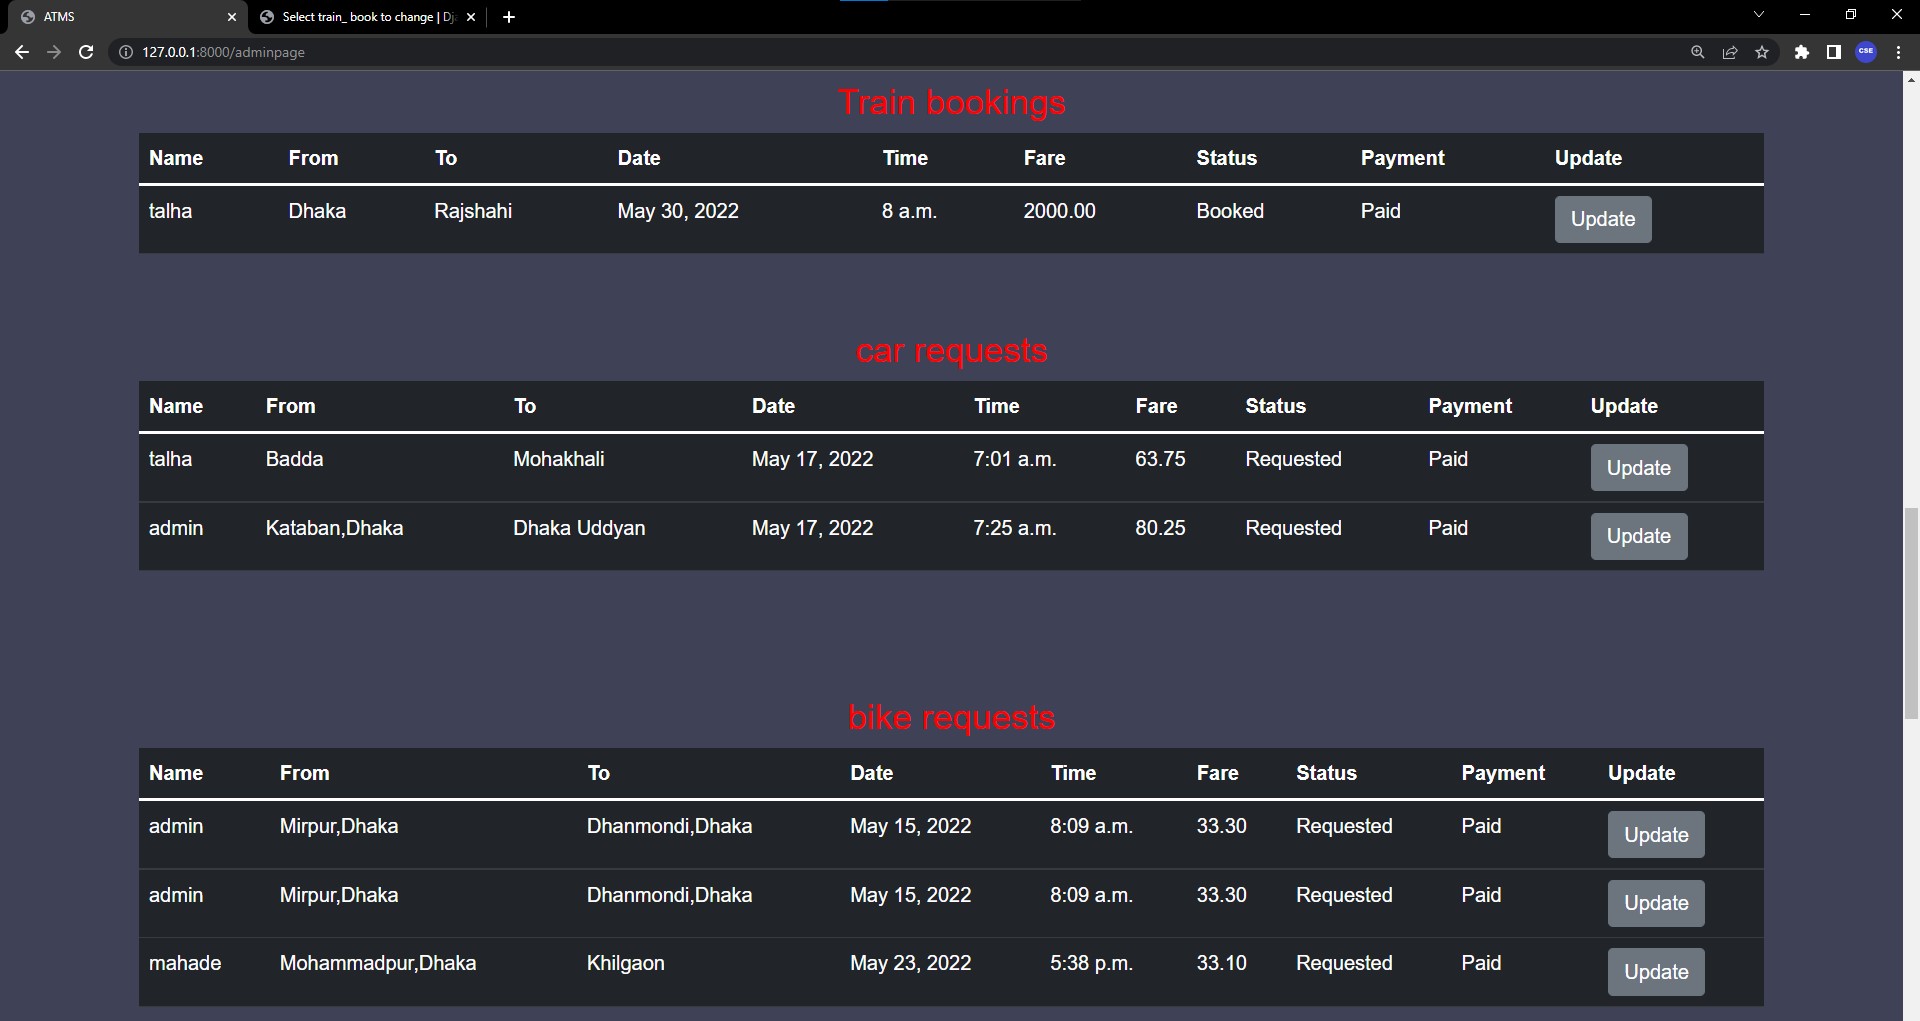 ATMS
Select train_ book to change | Dj
127.0.0.1:8000/adminpage
CSE
Train bookings
Name From To Date Time Fare Status Payment Update
talha Dhaka Rajshahi May 30, 2022 8 a.m. 2000.00 Booked Paid Update
car requests
Name From To Date Time Fare Status Payment Update
talha Badda Mohakhali May 17, 2022 7:01 a.m. 63.75 Requested Paid Update
admin Kataban,Dhaka Dhaka Uddyan May 17, 2022 7:25 a.m. 80.25 Requested Paid Update
bike requests
Name From To Date Time Fare Status Payment Update
admin Mirpur,Dhaka Dhanmondi,Dhaka May 15, 2022 8:09 a.m. 33.30 Requested Paid Update
admin Mirpur,Dhaka Dhanmondi,Dhaka May 15, 2022 8:09 a.m. 33.30 Requested Paid Update
mahade Mohammadpur,Dhaka Khilgaon May 23, 2022 5:38 p.m. 33.10 Requested Paid Update